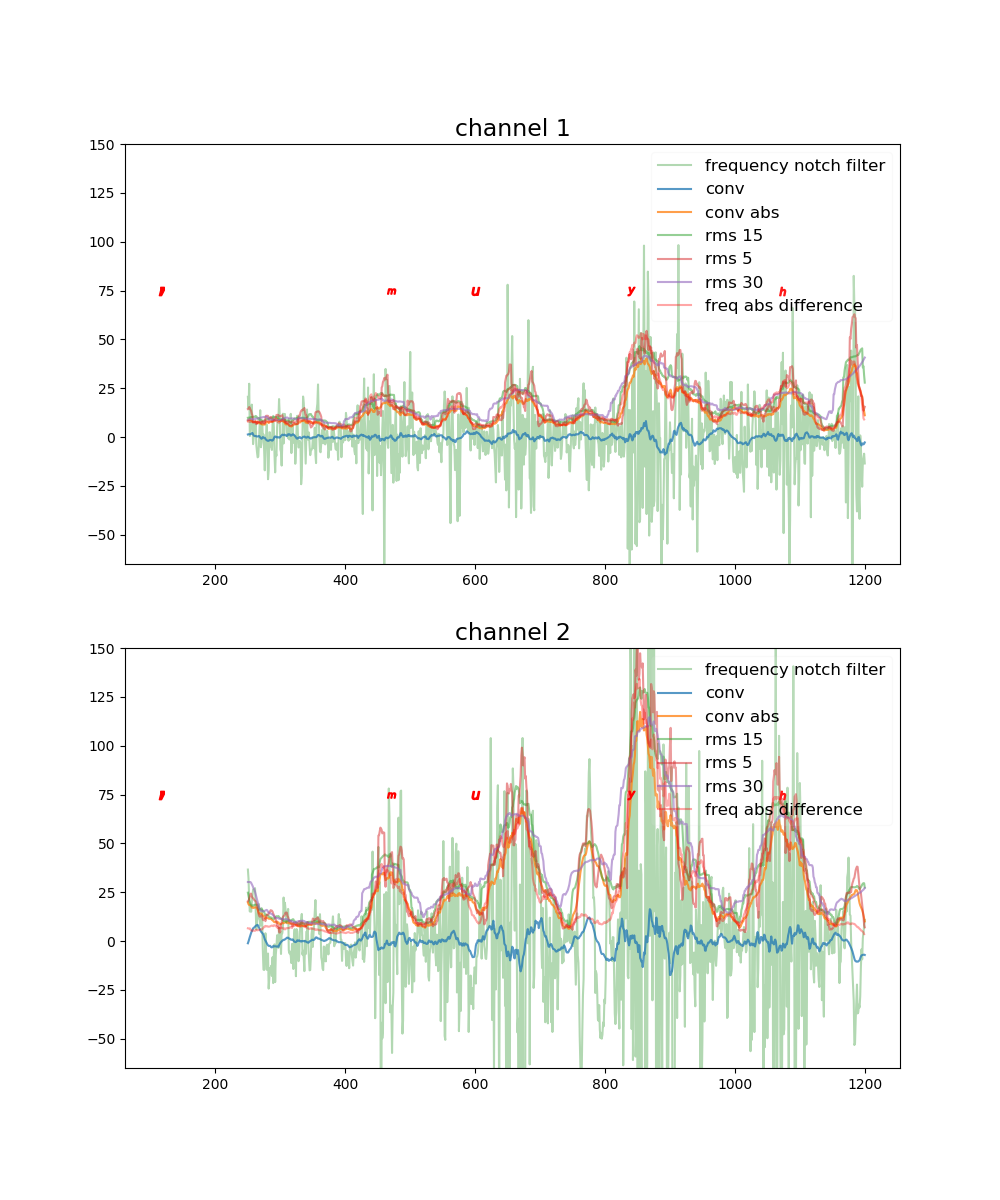 channel 1
150
125
100
75
50
25
0
−25
−50
200 400 600 800 1000 1200
frequency notch filter
conv
conv abs
rms 15
rms 5
rms 30
freq abs difference
, m u y h
channel 2
150
125
100
75
50
25
0
−25
−50
200 400 600 800 1000 1200
frequency notch filter
conv
conv abs
rms 15
rms 5
rms 30
freq abs difference
, m u y h